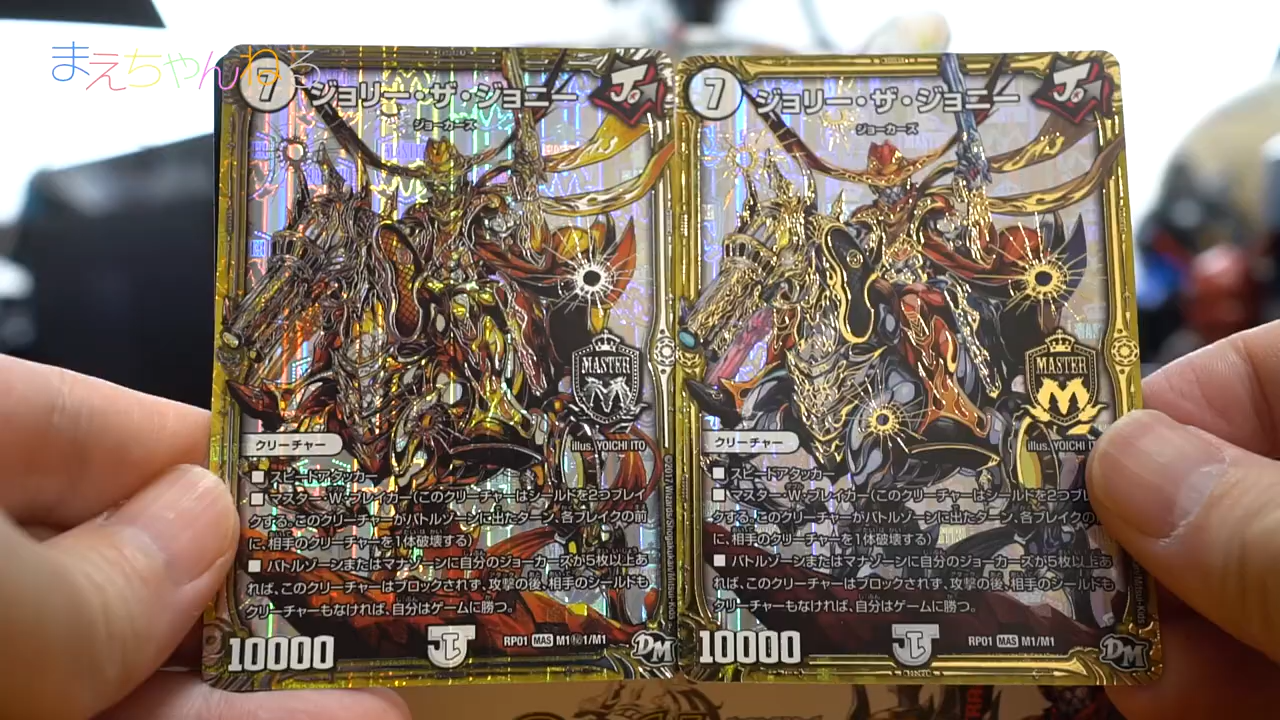 まえちゃんねる
7
ジョリー・ザ・ジョニー
ジョーカーズ
MASTER
M
クリーチャー
illus. YOICHI ITO
■ スピードアタッカー
■ マスター・W・ブレイカー(このクリーチャーはシールドを2つブレイ
クする。このクリーチャーがバトルゾーンに出たターン、各ブレイクの前
に、相手のクリーチャーを1体破壊する)
■ バトルゾーンまたはマナゾーンに自分のジョーカーズが5枚以上あ
れば、このクリーチャーはブロックされず、攻撃の後、相手のシールドも
クリーチャーもなければ、自分はゲームに勝つ。
10000
RP01 MAS M1㊙1/M1
DM
©2017 Wizards/Shogakukan/Mitsui-Kids
7
ジョリー・ザ・ジョニー
ジョーカーズ
MASTER
M
クリーチャー
illus. YOICHI IT
■ スピードアタッカー
■ マスター・W・ブレイカー(このクリーチャーはシールドを2つブレ
クする。このクリーチャーがバトルゾーンに出たターン、各ブレイクの
に、相手のクリーチャーを1体破壊する)
■ バトルゾーンまたはマナゾーンに自分のジョーカーズが5枚以上あ
れば、このクリーチャーはブロックされず、攻撃の後、相手のシールドも
クリーチャーもなければ、自分はゲームに勝つ。
10000
RP01 MAS M1/M1
DM